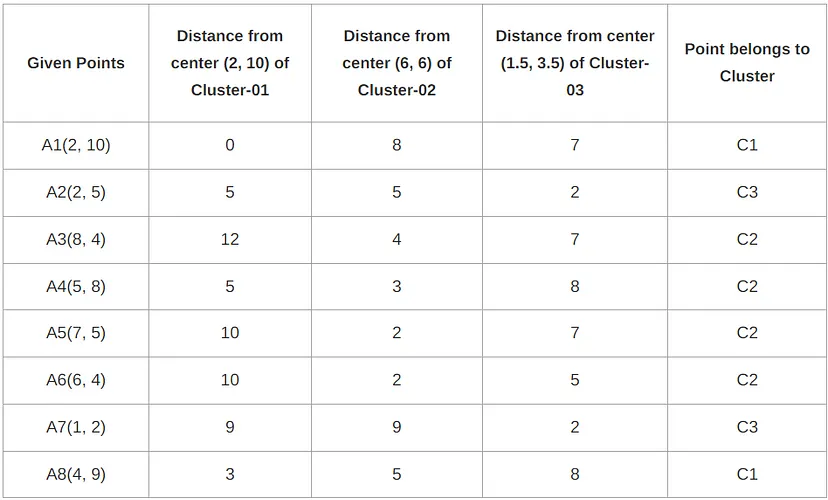 Given Points
Distance from
center (2, 10) of
Cluster-01
Distance from
center (6, 6) of
Cluster-02
Distance from center
(1.5, 3.5) of Cluster-
03
Point belongs to
Cluster
A1(2, 10) 0 8 7 C1
A2(2, 5) 5 5 2 C3
A3(8, 4) 12 4 7 C2
A4(5, 8) 5 3 8 C2
A5(7, 5) 10 2 7 C2
A6(6, 4) 10 2 5 C2
A7(1, 2) 9 9 2 C3
A8(4, 9) 3 5 8 C1